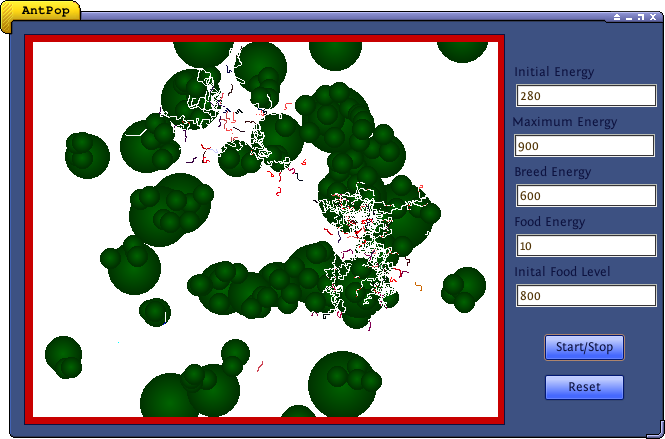 AntPop
Initial Energy
280
Maximum Energy
900
Breed Energy
600
Food Energy
10
Inital Food Level
800
Start/Stop
Reset